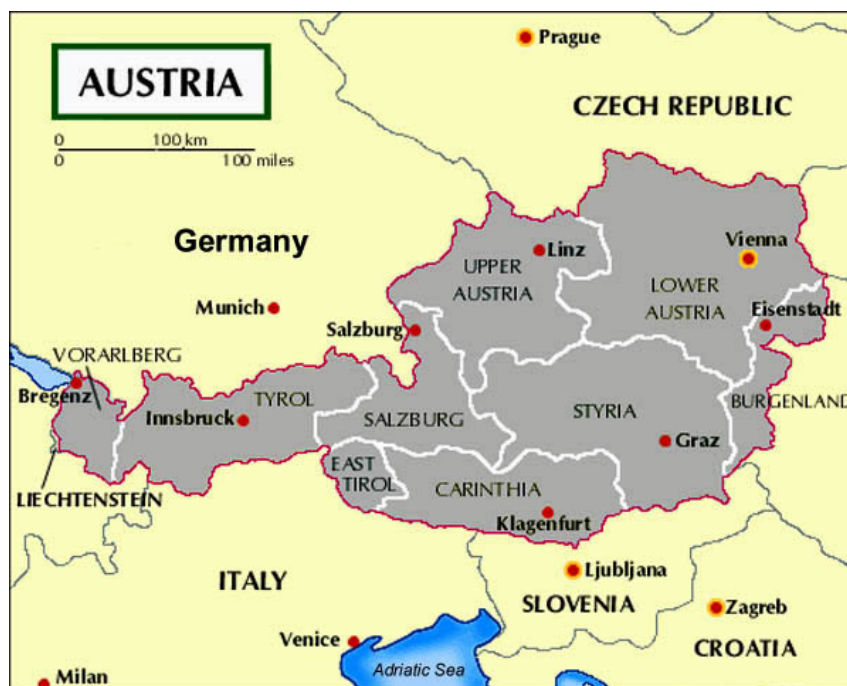 Prague
AUSTRIA
CZECH REPUBLIC
0 100 km
0 100 miles
Germany
Vienna
Linz
UPPER
AUSTRIA
LOWER
AUSTRIA
Munich
Eisenstadt
Salzburg
VORARLBERG
Bregenz
TYROL
BURGENLAND
Innsbruck
SALZBURG
STYRIA
Graz
EAST
TIROL
CARINTHIA
LIECHTENSTEIN
Klagenfurt
ITALY
Ljubljana
SLOVENIA
Zagreb
Venice
CROATIA
Adriatic Sea
Milan